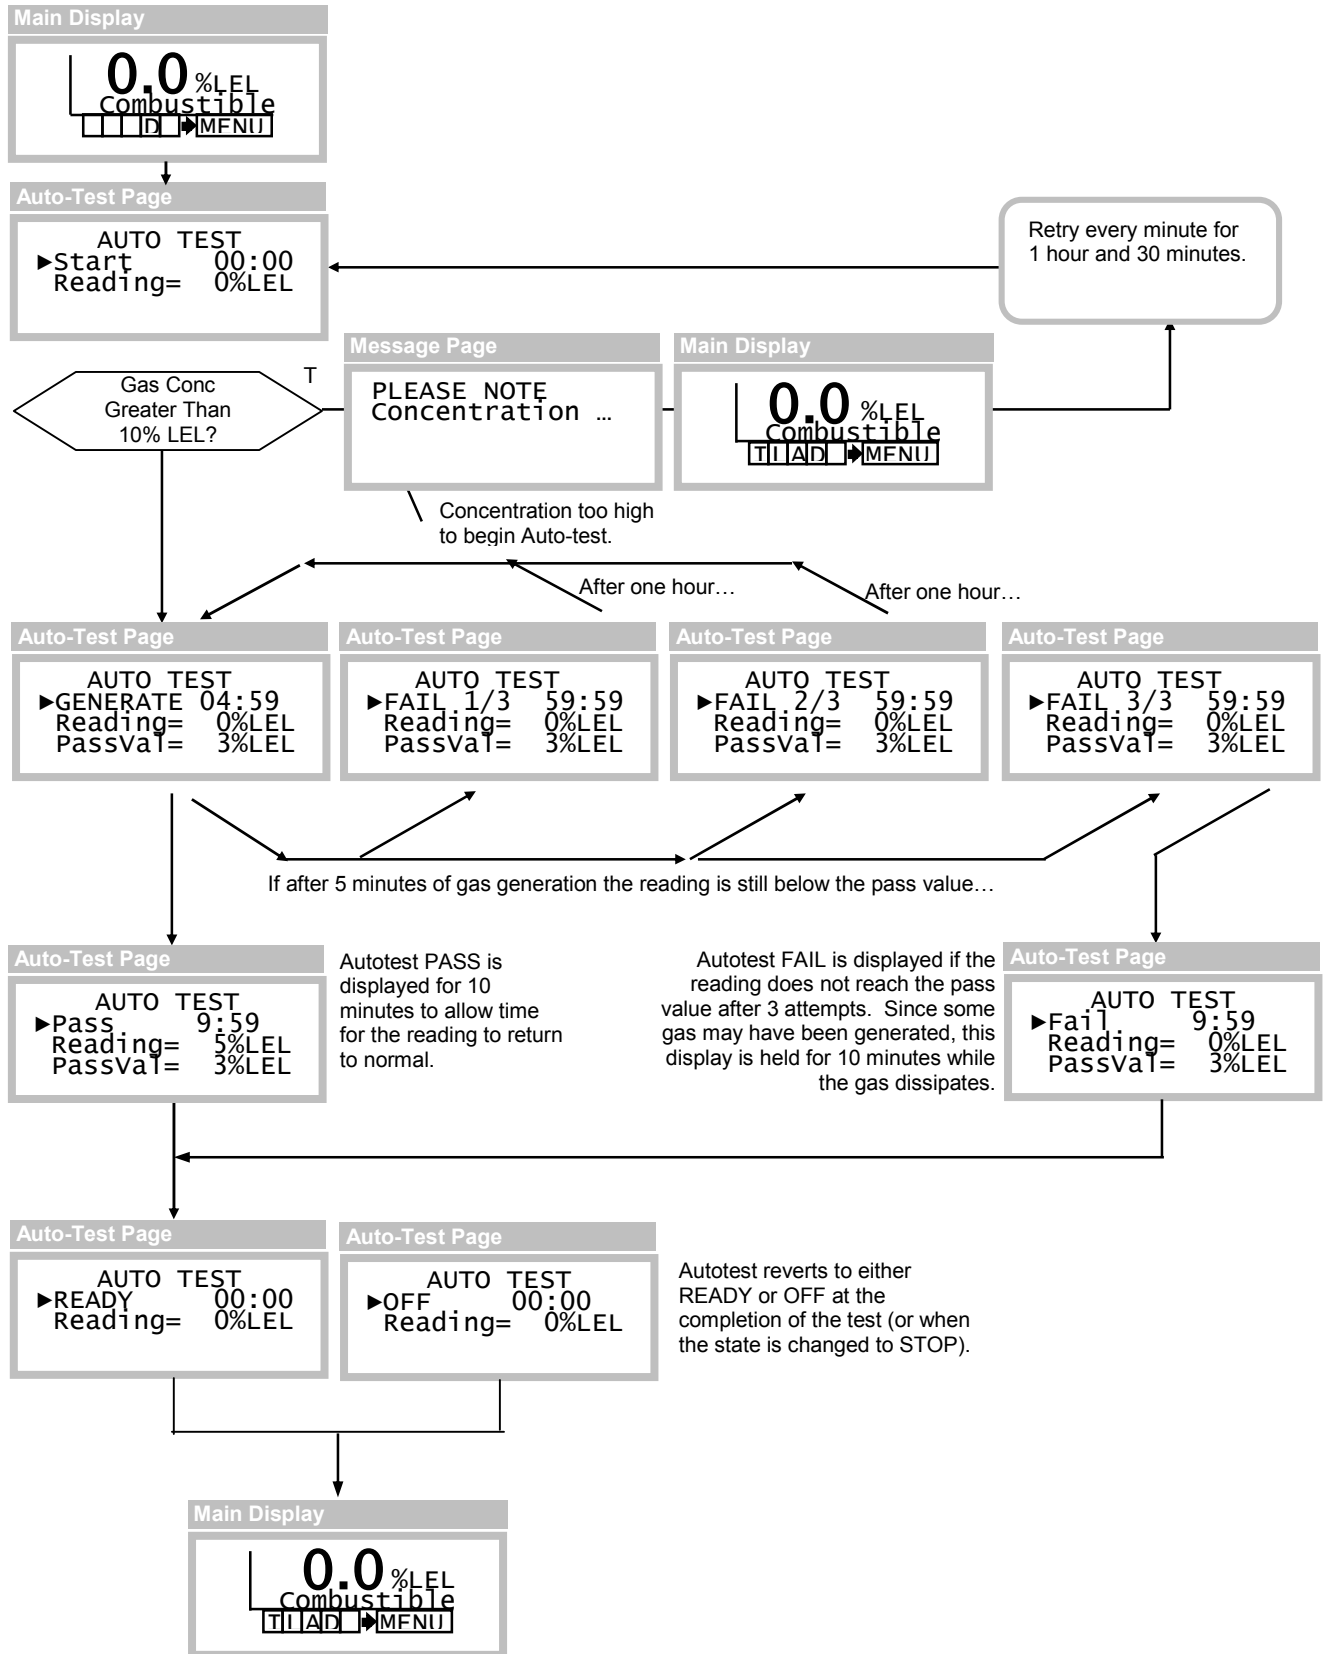 Main Display
0.0 %LEL
Combustible
D MENU
Auto-Test Page
AUTO TEST
►Start 00:00
Reading= 0%LEL
Retry every minute for
1 hour and 30 minutes.
Gas Conc
Greater Than
10% LEL?
T
Message Page
PLEASE NOTE
Concentration ...
Main Display
0.0 %LEL
Combustible
T I A D MENU
Concentration too high
to begin Auto-test.
After one hour…
After one hour…
Auto-Test Page
AUTO TEST
►GENERATE 04:59
Reading= 0%LEL
PassVal= 3%LEL
Auto-Test Page
AUTO TEST
►FAIL 1/3 59:59
Reading= 0%LEL
PassVal= 3%LEL
Auto-Test Page
AUTO TEST
►FAIL 2/3 59:59
Reading= 0%LEL
PassVal= 3%LEL
Auto-Test Page
AUTO TEST
►FAIL 3/3 59:59
Reading= 0%LEL
PassVal= 3%LEL
If after 5 minutes of gas generation the reading is still below the pass value…
Auto-Test Page
AUTO TEST
►Pass 9:59
Reading= 5%LEL
PassVal= 3%LEL
Autotest PASS is
displayed for 10
minutes to allow time
for the reading to return
to normal.
Autotest FAIL is displayed if the
reading does not reach the pass
value after 3 attempts. Since some
gas may have been generated, this
display is held for 10 minutes while
the gas dissipates.
Auto-Test Page
AUTO TEST
►Fail 9:59
Reading= 0%LEL
PassVal= 3%LEL
Auto-Test Page
AUTO TEST
►READY 00:00
Reading= 0%LEL
Auto-Test Page
AUTO TEST
►OFF 00:00
Reading= 0%LEL
Autotest reverts to either
READY or OFF at the
completion of the test (or when
the state is changed to STOP).
Main Display
0.0 %LEL
Combustible
T I A D MENU